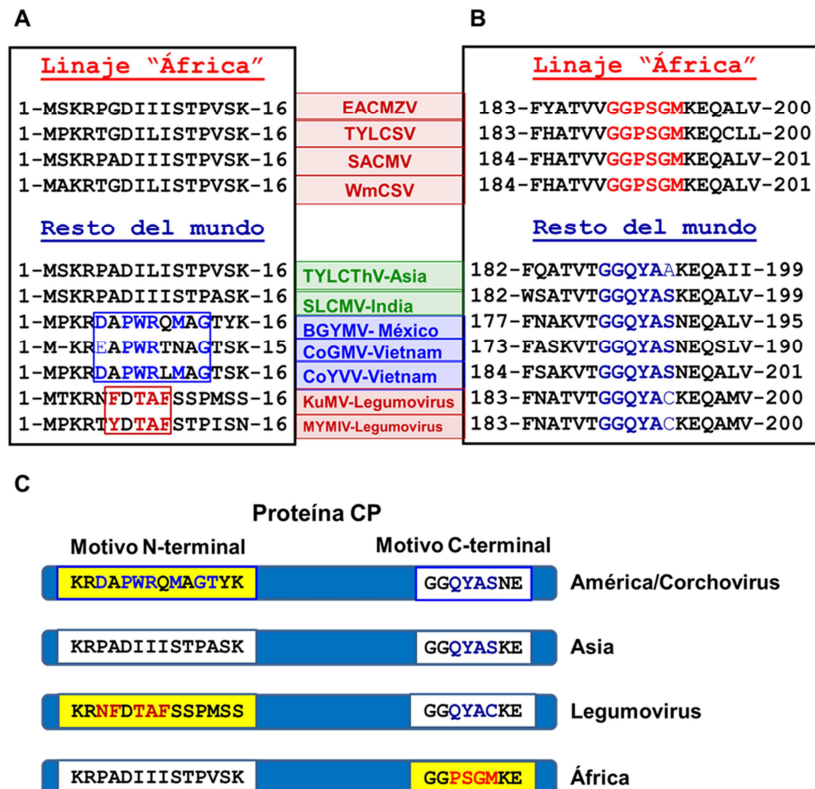 A
B
Linaje “África”
1-MSKRPGDIIISTPVSK-16
1-MPKRTGDILISTPVSK-16
1-MSKRPADIIISTPVSK-16
1-MAKRTGDILISTPVSK-16
Resto del mundo
1-MSKRPADILISTPVSK-16
1-MSKRPADIIISTPASK-16
1-MPKRDAPWRQMAGTYK-16
1-M-KREAPWRTNAGTSK-15
1-MPKRDAPWRLMAGTSK-16
1-MTKRNFDTAFSSPMSS-16
1-MPKRTYDTAFSTPISN-16
EACMZV
TYLCSV
SACMV
WmCSV
TYLCThV-Asia
SLCMV-India
BGYMV- México
CoGMV-Vietnam
CoYVV-Vietnam
KuMV-Legumovirus
MYMIV-Legumovirus
Linaje “África”
183-FYATVVGGPSGMKEQALV-200
183-FHATVVGGPSGMKEQCLL-200
184-FHATVVGGPSGMKEQALV-201
184-FHATVVGGPSGMKEQALV-201
Resto del mundo
182-FQATVTGGQYAAKEQAII-199
182-WSATVTGGQYASKEQALV-199
177-FNAKVTGGQYASKEQALV-195
173-FASKVTGGQYASNEQSLV-190
184-FSAKVTGGQYASNEQALV-201
183-FNATVTGGQYACKEQAMV-200
183-FNATVTGGQYACKEQAMV-200
C
Proteína CP
Motivo N-terminal
Motivo C-terminal
KRDAPWRQMAGTYK
GGQYASNE
América/Corchovirus
KRPADIIISTPASK
GGQYASKE
Asia
KRNFDTAFSSPMSS
GGQYACKE
Legumovirus
KRPADIIISTPVSK
GGPSGMKE
África